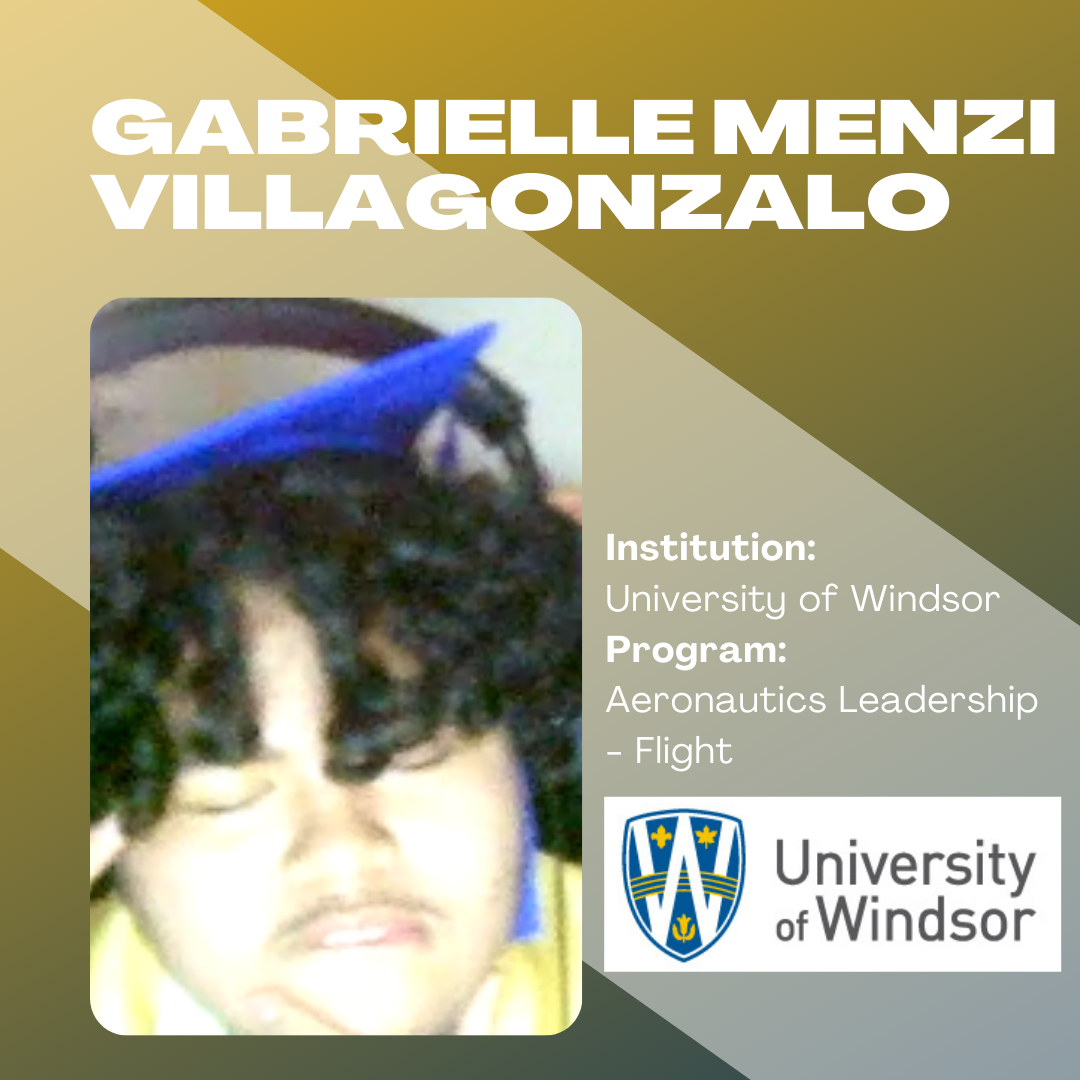 GABRIELLE MENZI
VILLAGONZALO
Institution:
University of Windsor
Program:
Aeronautics Leadership
- Flight
University
of Windsor